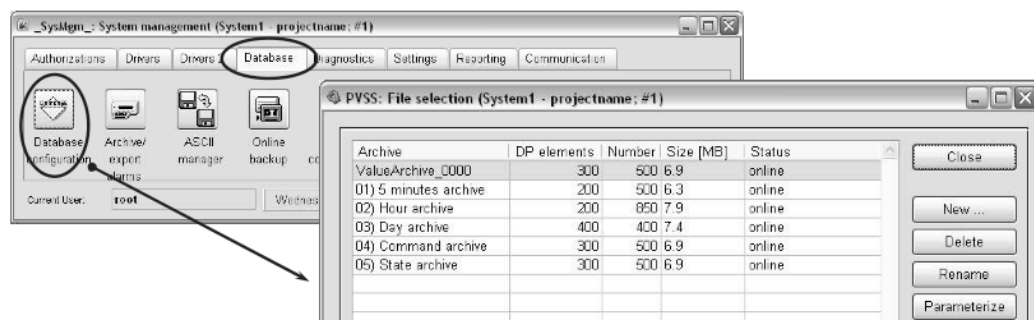 _SysMgm_: System management (System1 - projectname; #1)
Authorizations Drivers Drivers 2 Database Diagnostics Settings Reporting Communication
Database configuration
Archive/ export alarms
ASCII manager
Online backup
Current User: root
PVSS: File selection (System1 - projectname; #1)
Archive DP elements Number Size [MB] Status
ValueArchive_0000 300 500 6.9 online
01) 5 minutes archive 200 500 6.3 online
02) Hour archive 200 850 7.9 online
03) Day archive 400 400 7.4 online
04) Command archive 300 500 6.9 online
05) State archive 300 500 6.9 online
Close
New ...
Delete
Rename
Parameterize